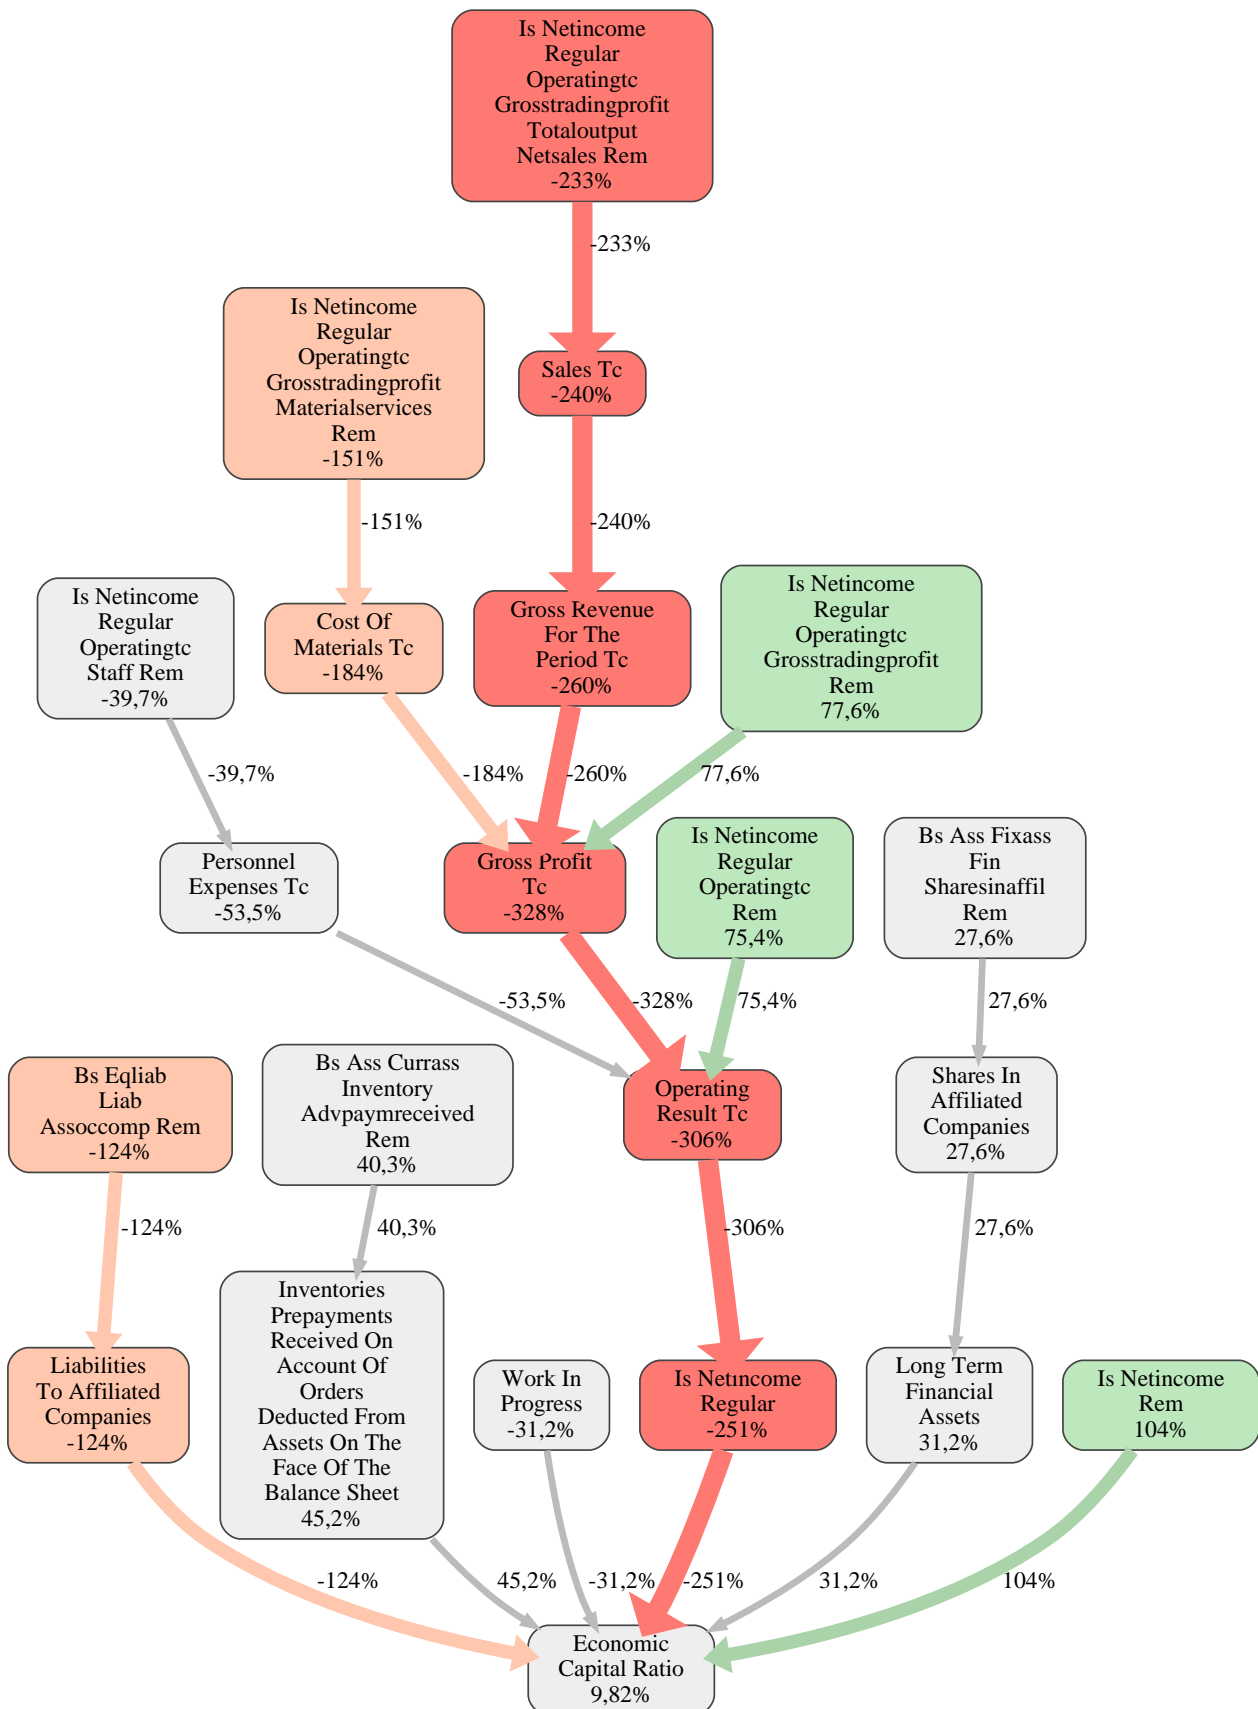 Is Netincome
Regular
Operatingtc
Grosstradingprofit
Totaloutput
Netsales Rem
-233%
-233%
Is Netincome
Regular
Operatingtc
Grosstradingprofit
Materialservices
Rem
-151%
Sales Tc
-240%
-151%
-240%
Is Netincome
Regular
Operatingtc
Staff Rem
-39,7%
Cost Of
Materials Tc
-184%
Gross Revenue
For The
Period Tc
-260%
Is Netincome
Regular
Operatingtc
Grosstradingprofit
Rem
77,6%
-39,7%
-184%
-260%
77,6%
Personnel
Expenses Tc
-53,5%
Gross Profit
Tc
-328%
Is Netincome
Regular
Operatingtc
Rem
75,4%
Bs Ass Fixass
Fin
Sharesinaffil
Rem
27,6%
-53,5%
-328%
75,4%
27,6%
Bs Eqliab
Liab
Assoccomp Rem
-124%
Bs Ass Currass
Inventory
Advpaymreceived
Rem
40,3%
Operating
Result Tc
-306%
Shares In
Affiliated
Companies
27,6%
-124%
40,3%
-306%
27,6%
Liabilities
To Affiliated
Companies
-124%
Inventories
Prepayments
Received On
Account Of
Orders
Deducted From
Assets On The
Face Of The
Balance Sheet
45,2%
Work In
Progress
-31,2%
Is Netincome
Regular
-251%
Long Term
Financial
Assets
31,2%
Is Netincome
Rem
104%
-124%
45,2%
-31,2%
-251%
31,2%
104%
Economic
Capital Ratio
9,82%